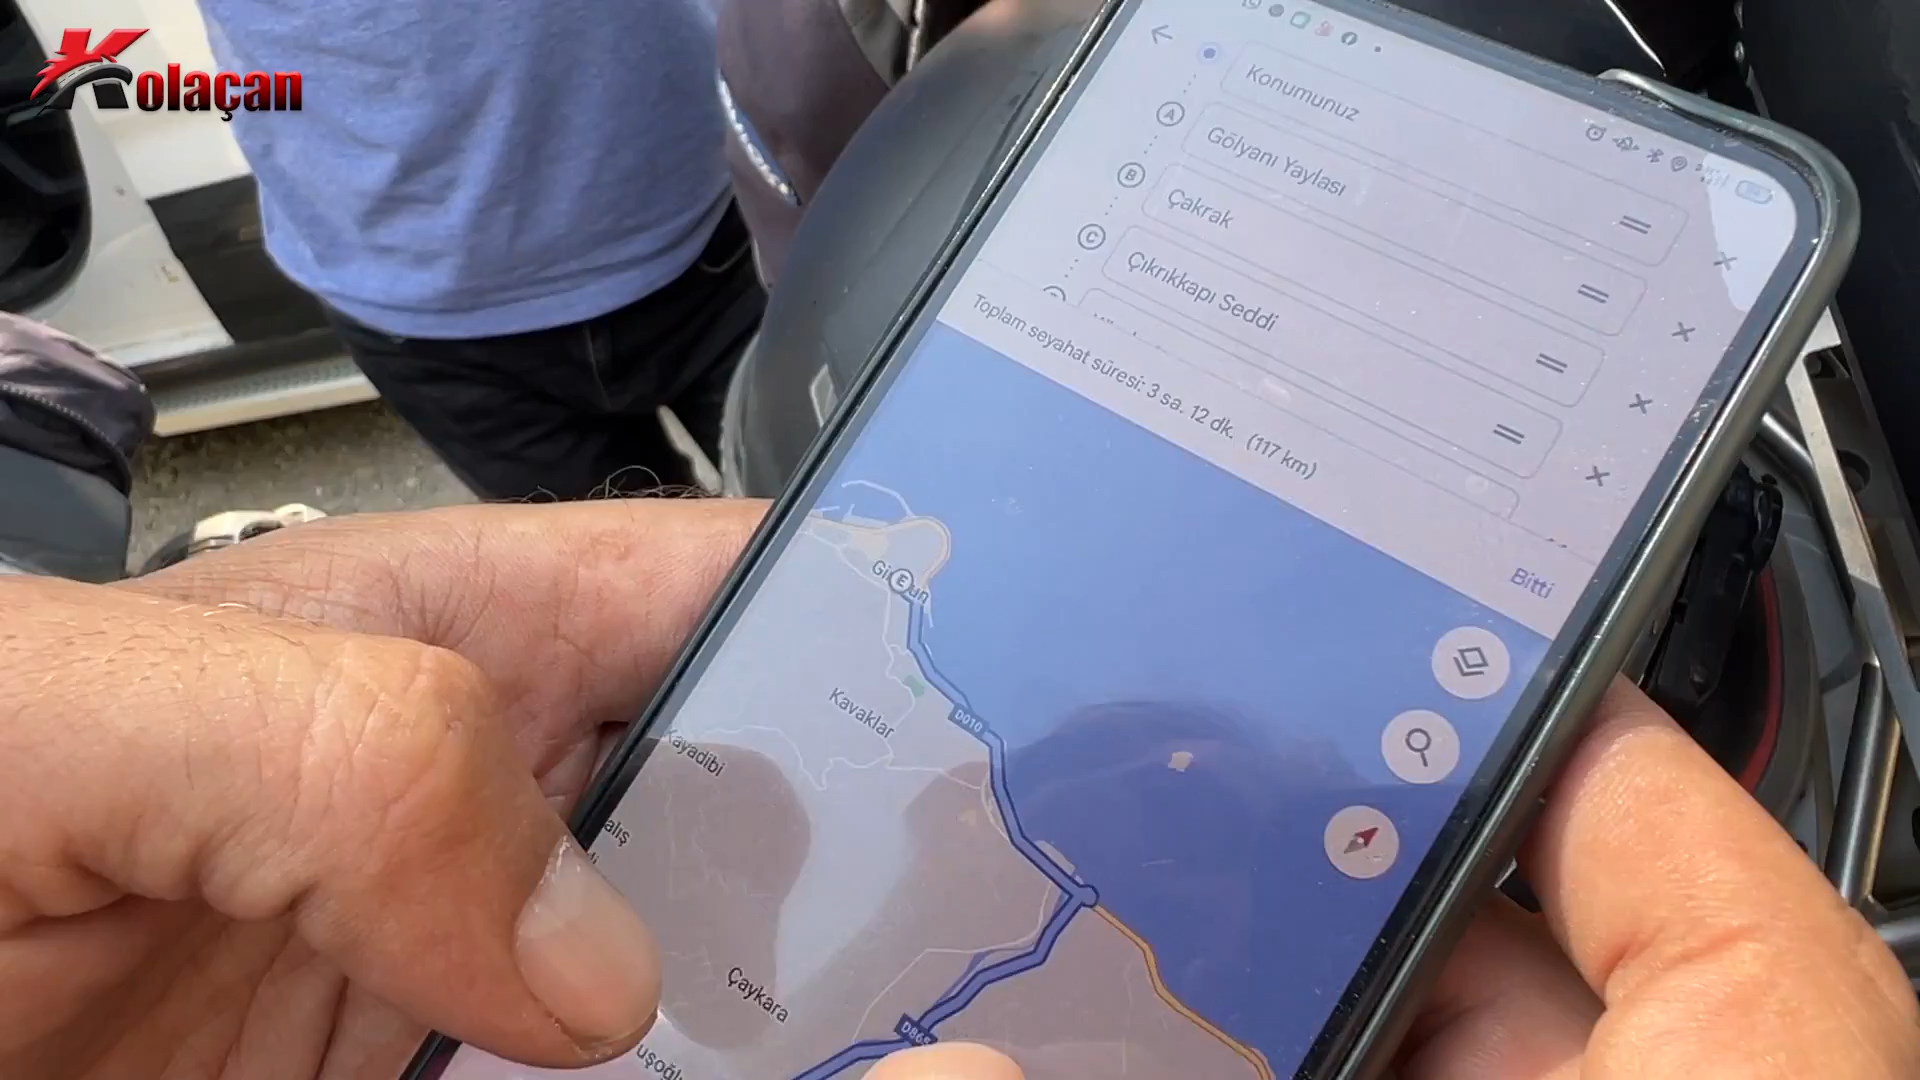 Kolaçan
Konumunuz
A
Gölyanı Yaylası
B
Çakrak
C
Çıkrıkkapı Seddi
Toplam seyahat süresi: 3 sa. 12 dk. (117 km)
Bitti
E
Kavaklar
D010
Kayadibi
Çaykara
D865